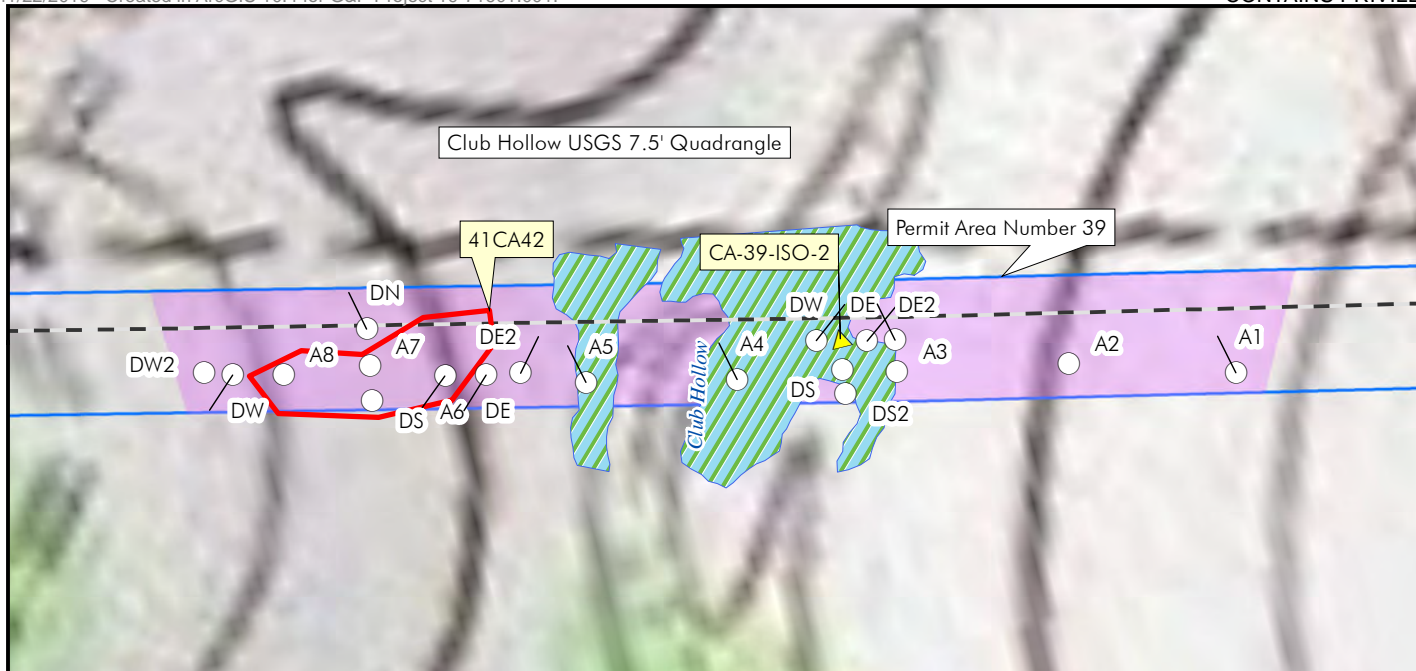 Club Hollow USGS 7.5' Quadrangle
41CA42
CA-39-ISO-2
Permit Area Number 39
DN
DW
DE
DE2
DE2
A8
A7
A5
A4
A3
A2
A1
DW2
DW
DS
A6
DE
Club Hollow
DS
DS2